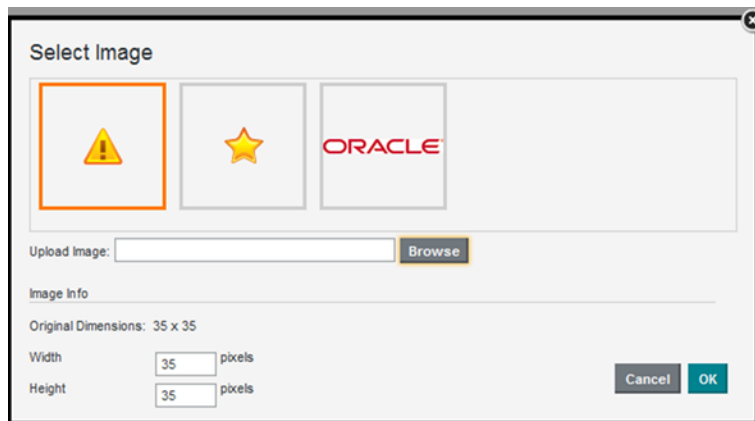 Select Image
ORACLE
Upload Image: Browse
Image Info
Original Dimensions: 35 x 35
Width 35 pixels
Height 35 pixels
Cancel OK